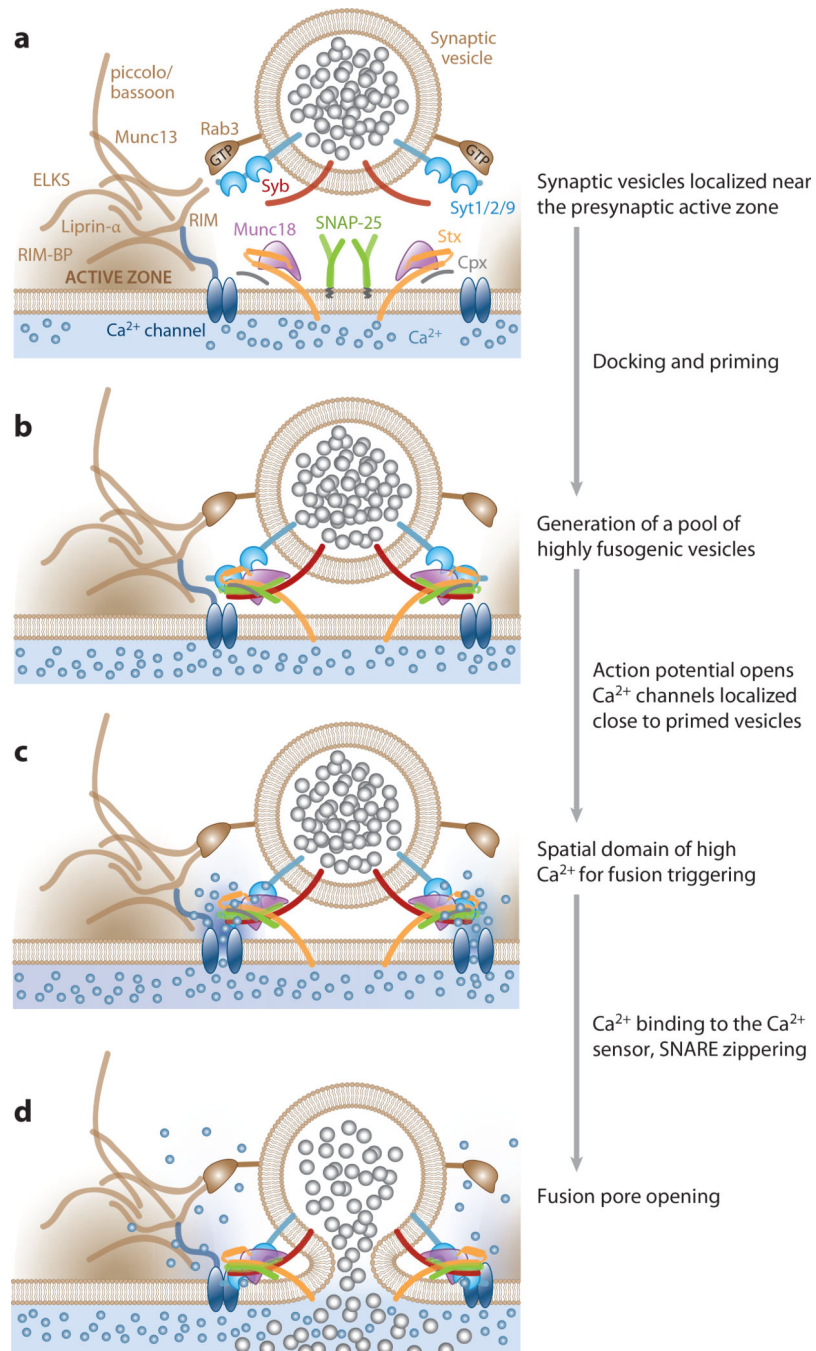 a
Synaptic
vesicle
piccolo/
bassoon
Munc13
Rab3
GTP
GTP
ELKS
Syb
Syt1/2/9
Liprin-α
RIM
Munc18
SNAP-25
Stx
RIM-BP
Cpx
ACTIVE ZONE
Ca²⁺ channel
Ca²⁺
Synaptic vesicles localized near
the presynaptic active zone
Docking and priming
b
Generation of a pool of
highly fusogenic vesicles
Action potential opens
Ca²⁺ channels localized
close to primed vesicles
c
Spatial domain of high
Ca²⁺ for fusion triggering
Ca²⁺ binding to the Ca²⁺
sensor, SNARE zippering
d
Fusion pore opening